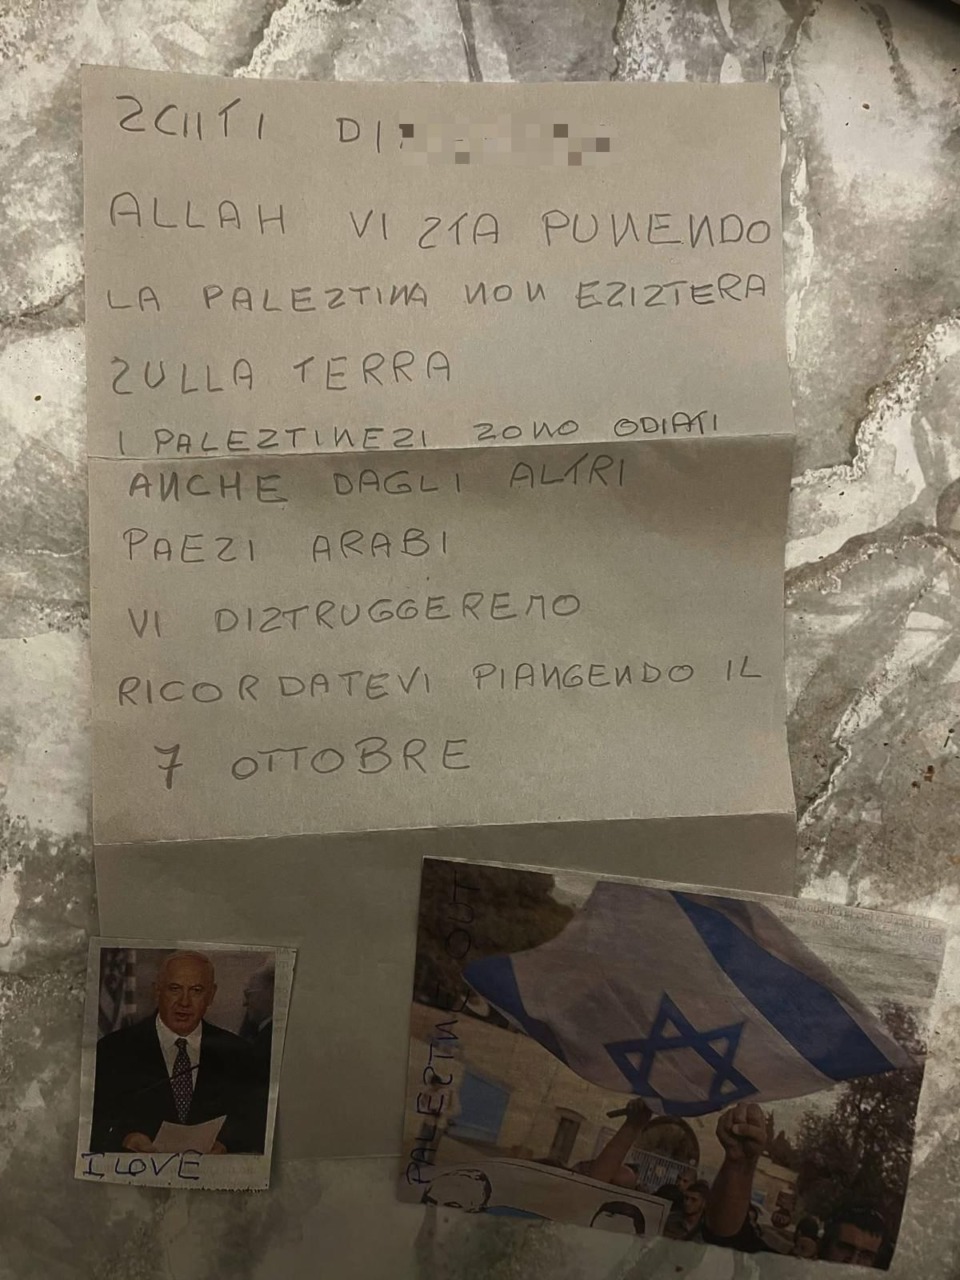 ZCIITI DI
ALLAH VI ZTA PUNENDO
LA PALEZTINA NON EZIZTERA
ZULLA TERRA
I PALEZTINEZI ZONO ODIATI
ANCHE DAGLI ALTRI
PAEZI ARABI
VI DIZTRUGGEREMO
RICORDATEVI PIANGENDO IL
7 OTTOBRE
I LOVE
PALEZTINE OUT